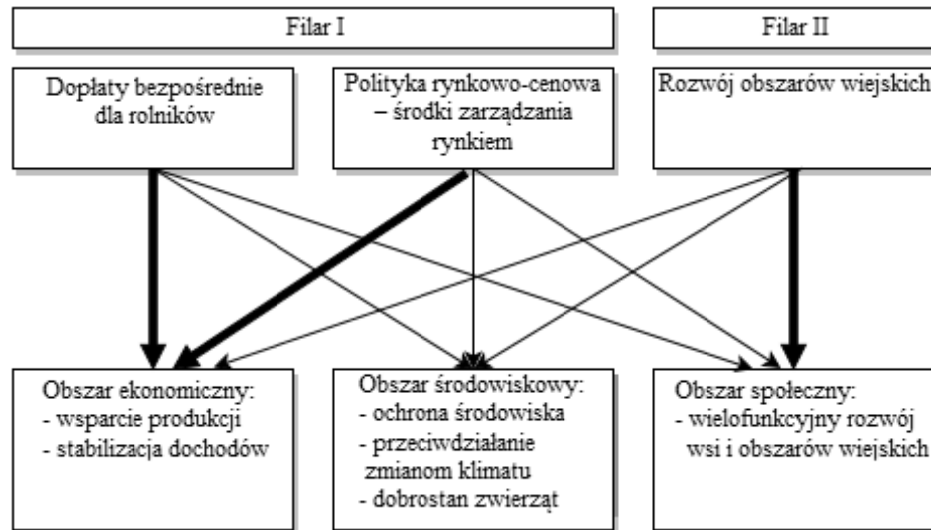 Filar I
Filar II
Dopłaty bezpośrednie
dla rolników
Polityka rynkowo-cenowa
– środki zarządzania
rynkiem
Rozwój obszarów wiejskich
Obszar ekonomiczny:
- wsparcie produkcji
- stabilizacja dochodów
Obszar środowiskowy:
- ochrona środowiska
- przeciwdziałanie
zmianom klimatu
- dobrostan zwierząt
Obszar społeczny:
- wielofunkcyjny rozwój
wsi i obszarów wiejskich